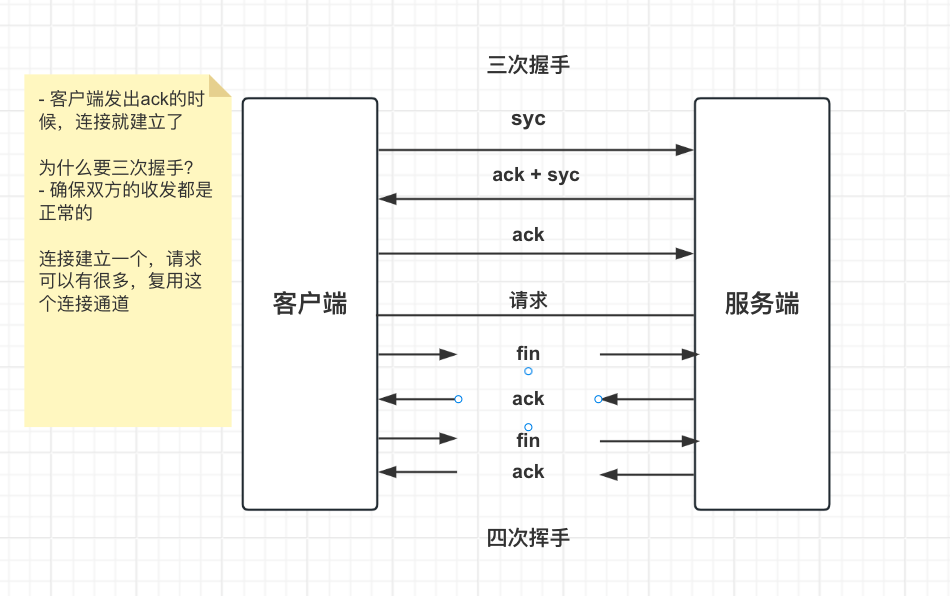 三次握手
- 客户端发出ack的时
候，连接就建立了
为什么要三次握手?
- 确保双方的收发都是
正常的
连接建立一个，请求
可以有很多，复用这
个连接通道
syc
ack + syc
ack
请求
客户端
服务端
fin
ack
fin
ack
四次挥手